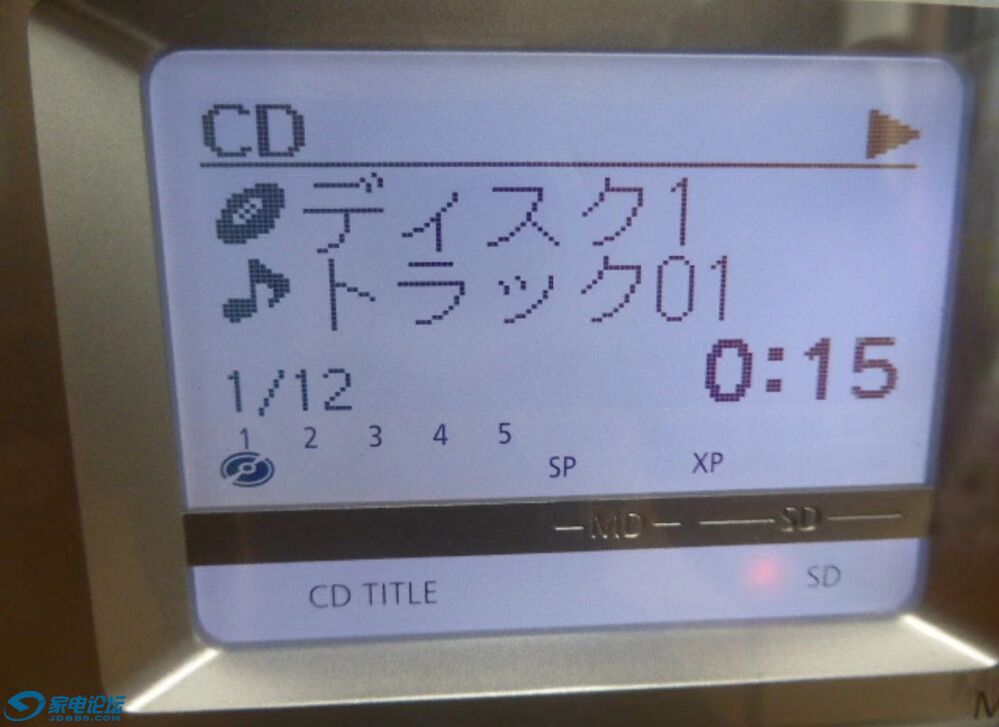 CD
ディスク1
トラック01
0:15
1/12
1 2 3 4 5
SP XP
MD SD
CD TITLE SD
M
家电论坛
JDBBS.COM